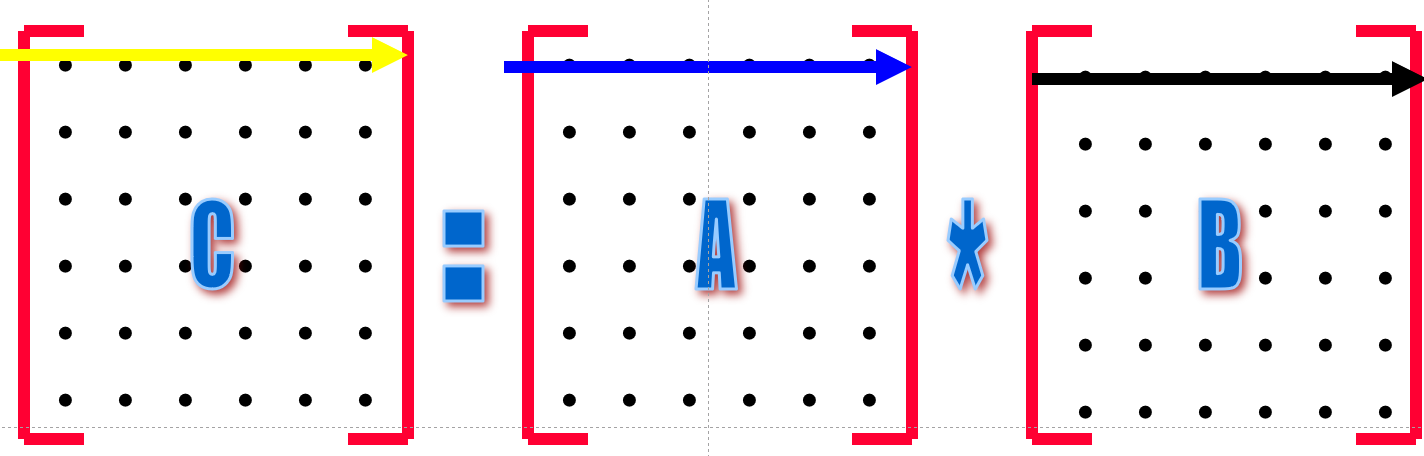 C = A * B